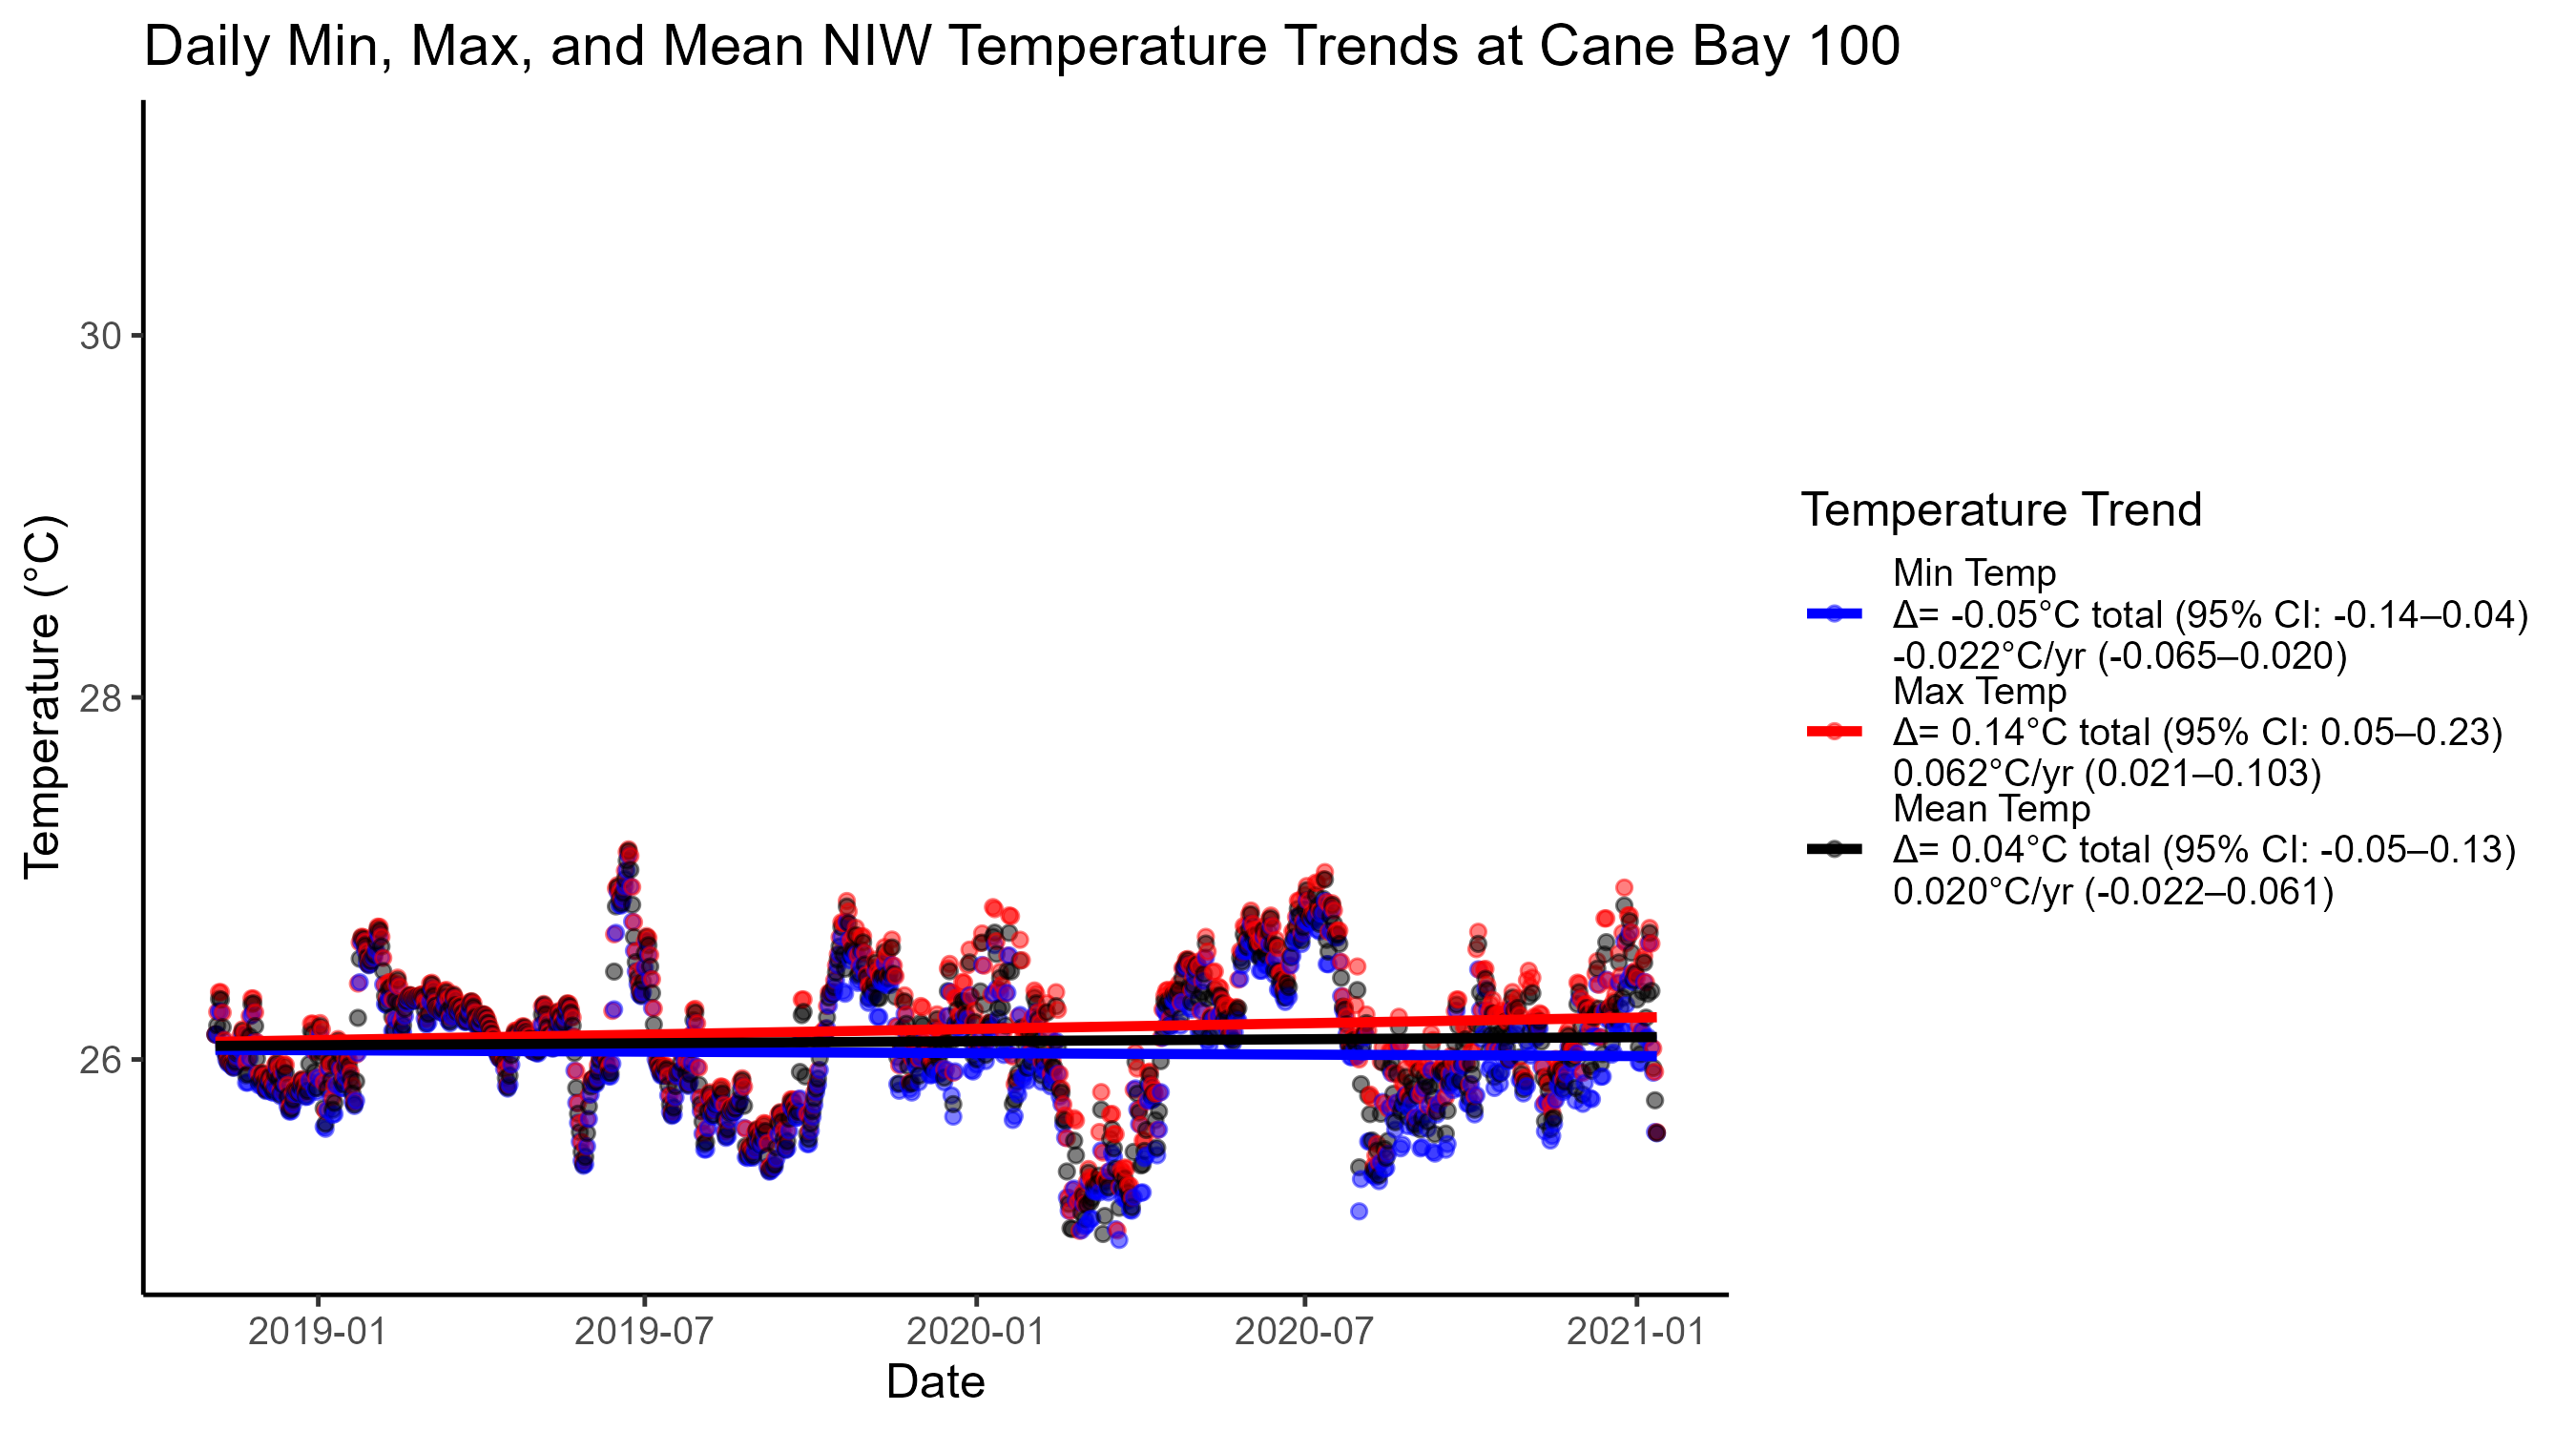 Daily Min, Max, and Mean NIW Temperature Trends at Cane Bay 100
Temperature (°C)
30
28
26
2019-01
2019-07
2020-01
2020-07
2021-01
Date
Temperature Trend
Min Temp
Δ= -0.05°C total (95% CI: -0.14–0.04)
-0.022°C/yr (-0.065–0.020)
Max Temp
Δ= 0.14°C total (95% CI: 0.05–0.23)
0.062°C/yr (0.021–0.103)
Mean Temp
Δ= 0.04°C total (95% CI: -0.05–0.13)
0.020°C/yr (-0.022–0.061)